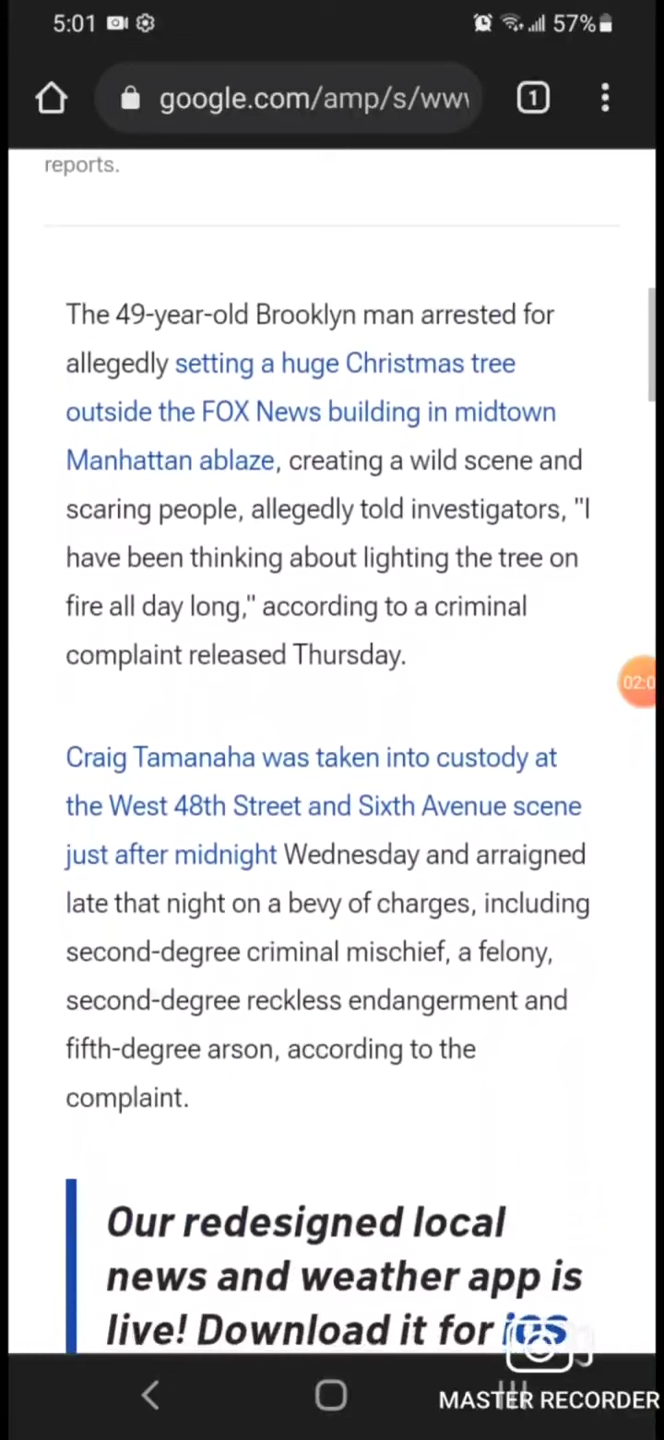 5:01 57%
google.com/amp/s/www
1
reports.
The 49-year-old Brooklyn man arrested for
allegedly setting a huge Christmas tree
outside the FOX News building in midtown
Manhattan ablaze, creating a wild scene and
scaring people, allegedly told investigators, "I
have been thinking about lighting the tree on
fire all day long," according to a criminal
complaint released Thursday.
02:0
Craig Tamanaha was taken into custody at
the West 48th Street and Sixth Avenue scene
just after midnight Wednesday and arraigned
late that night on a bevy of charges, including
second-degree criminal mischief, a felony,
second-degree reckless endangerment and
fifth-degree arson, according to the
complaint.
Our redesigned local
news and weather app is
live! Download it for iOS
MASTER RECORDER